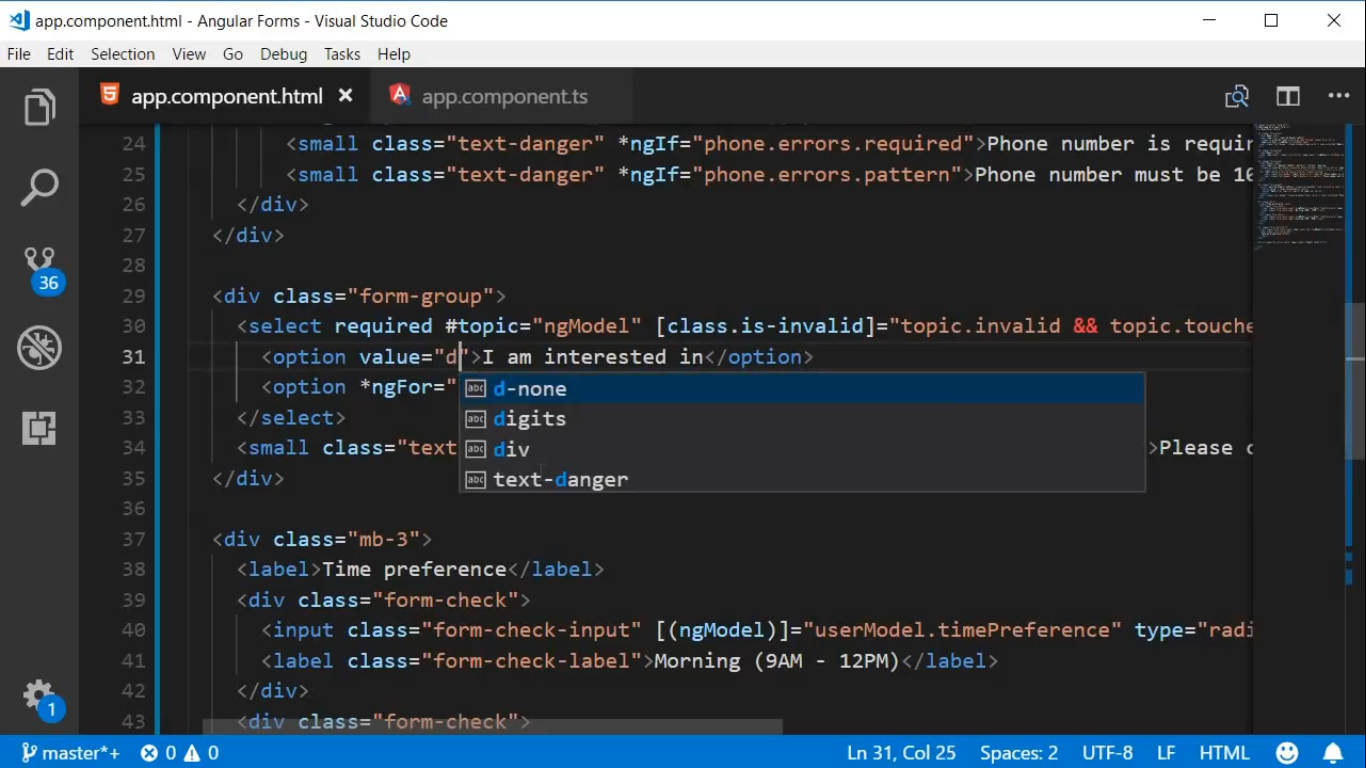 app.component.html - Angular Forms - Visual Studio Code
File Edit Selection View Go Debug Tasks Help
app.component.html app.component.ts
24 <small class="text-danger" *ngIf="phone.errors.required">Phone number is requir
25 <small class="text-danger" *ngIf="phone.errors.pattern">Phone number must be 10
26 </div>
27 </div>
28
29 <div class="form-group">
30 <select required #topic="ngModel" [class.is-invalid]="topic.invalid && topic.touche
31 <option value="d">I am interested in</option>
32 <option *ngFor="
d-none
digits
div
text-danger
33 </select>
34 <small class="text >Please c
35 </div>
36
37 <div class="mb-3">
38 <label>Time preference</label>
39 <div class="form-check">
40 <input class="form-check-input" [(ngModel)]="userModel.timePreference" type="radi
41 <label class="form-check-label">Morning (9AM - 12PM)</label>
42 </div>
43 <div class="form-check">
36
1
master*+ 0 0 Ln 31, Col 25 Spaces: 2 UTF-8 LF HTML